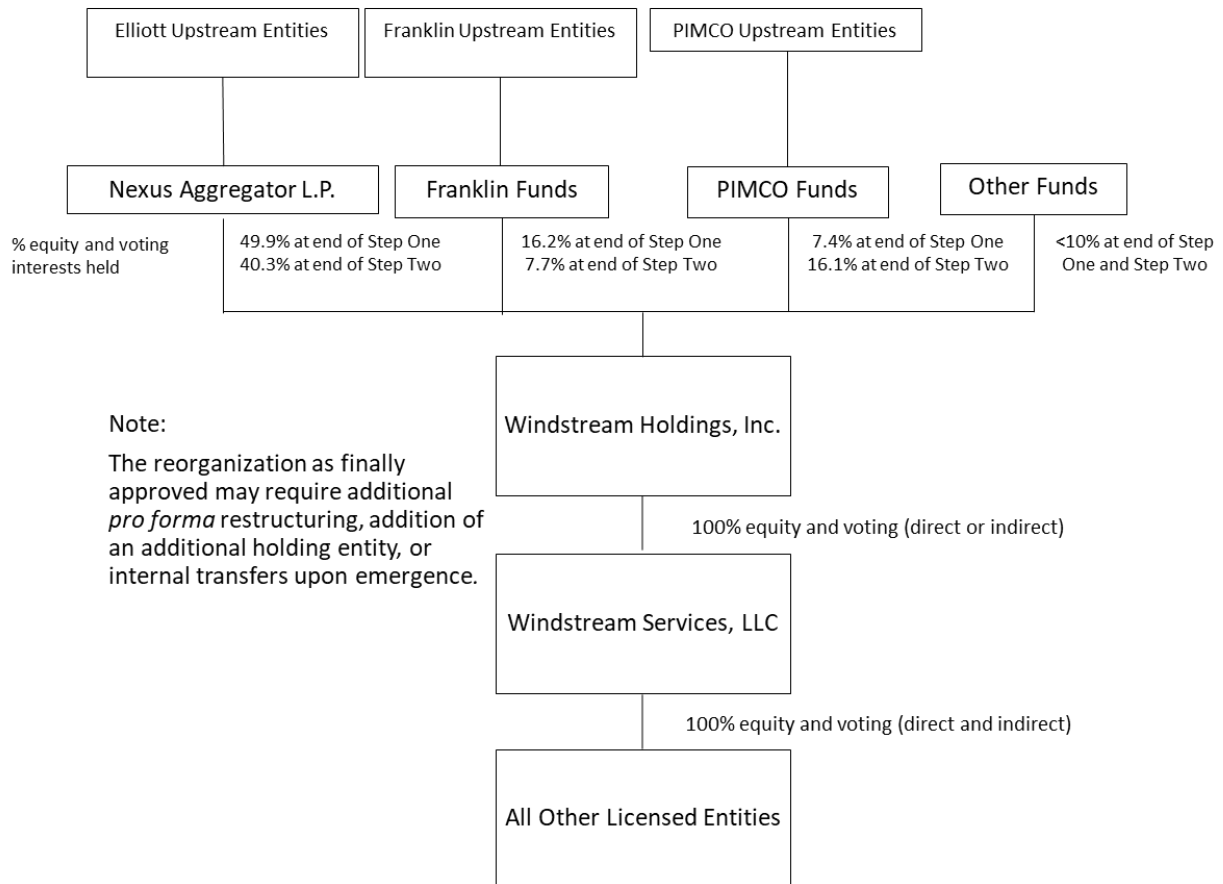 Elliott Upstream Entities
Franklin Upstream Entities
PIMCO Upstream Entities
Nexus Aggregator L.P.
Franklin Funds
PIMCO Funds
Other Funds
% equity and voting
interests held
49.9% at end of Step One
40.3% at end of Step Two
16.2% at end of Step One
7.7% at end of Step Two
7.4% at end of Step One
16.1% at end of Step Two
<10% at end of Step
One and Step Two
Windstream Holdings, Inc.
Note:
The reorganization as finally
approved may require additional
pro forma restructuring, addition of
an additional holding entity, or
internal transfers upon emergence.
100% equity and voting (direct or indirect)
Windstream Services, LLC
100% equity and voting (direct and indirect)
All Other Licensed Entities